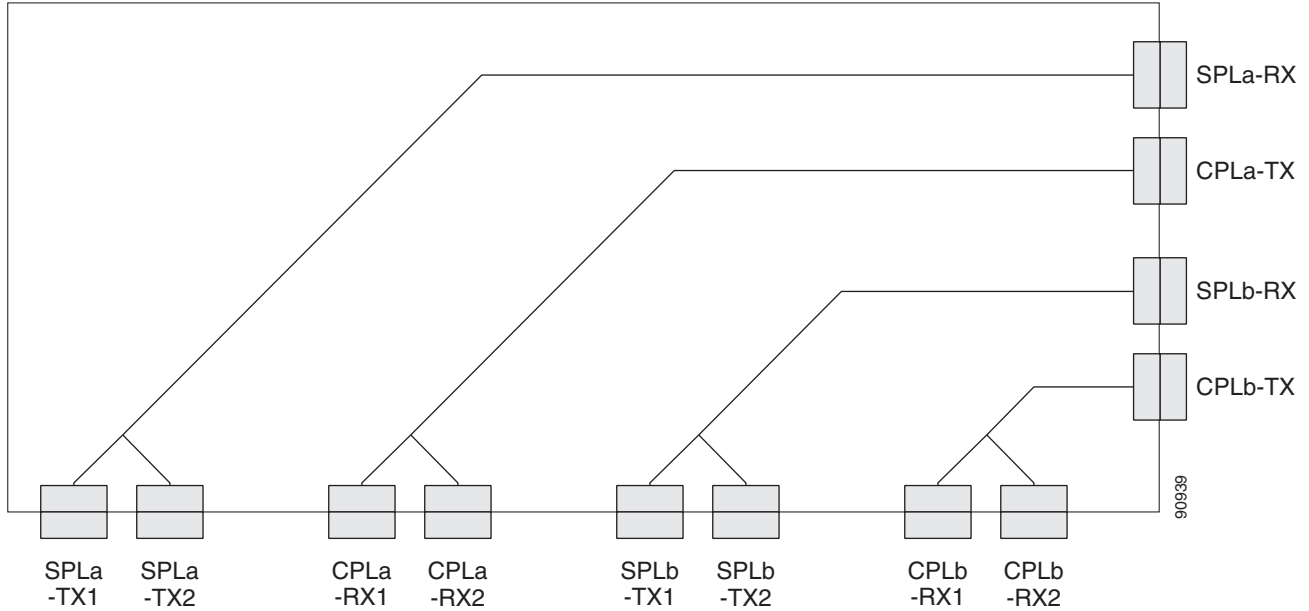 SPLa-RX
CPLa-TX
SPLb-RX
CPLb-TX
90939
SPLa
-TX1
SPLa
-TX2
CPLa
-RX1
CPLa
-RX2
SPLb
-TX1
SPLb
-TX2
CPLb
-RX1
CPLb
-RX2